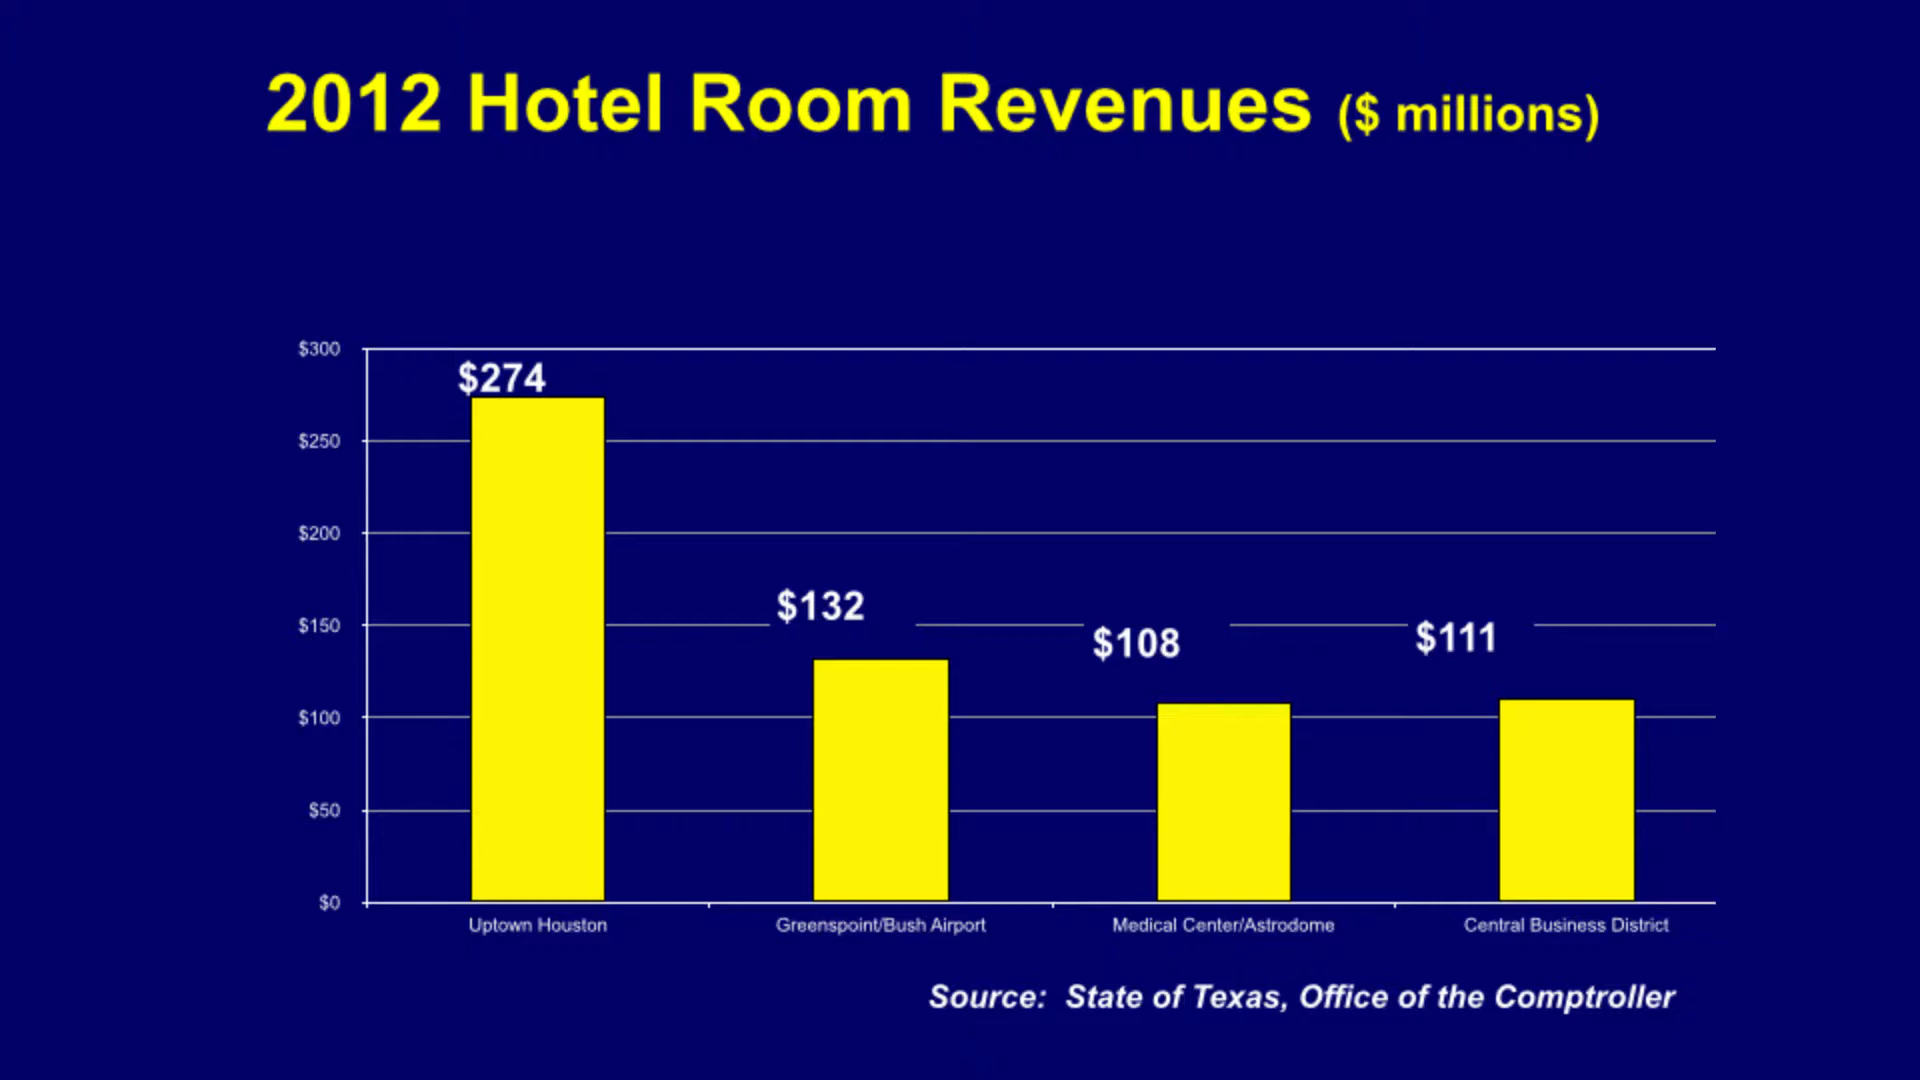 2012 Hotel Room Revenues ($ millions)
$300
$274
$250
$200
$150
$132
$108
$111
$100
$50
$0
Uptown Houston
Greenspoint/Bush Airport
Medical Center/Astrodome
Central Business District
Source: State of Texas, Office of the Comptroller